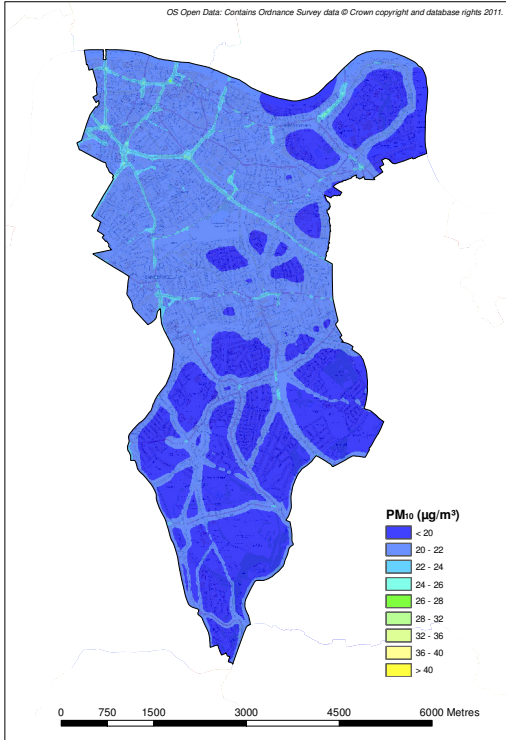 OS Open Data: Contains Ordnance Survey data © Crown copyright and database rights 2011.
PM10 (µg/m³)
< 20
20 - 22
22 - 24
24 - 26
26 - 28
28 - 32
32 - 36
36 - 40
> 40
0 750 1500 3000 4500 6000 Metres